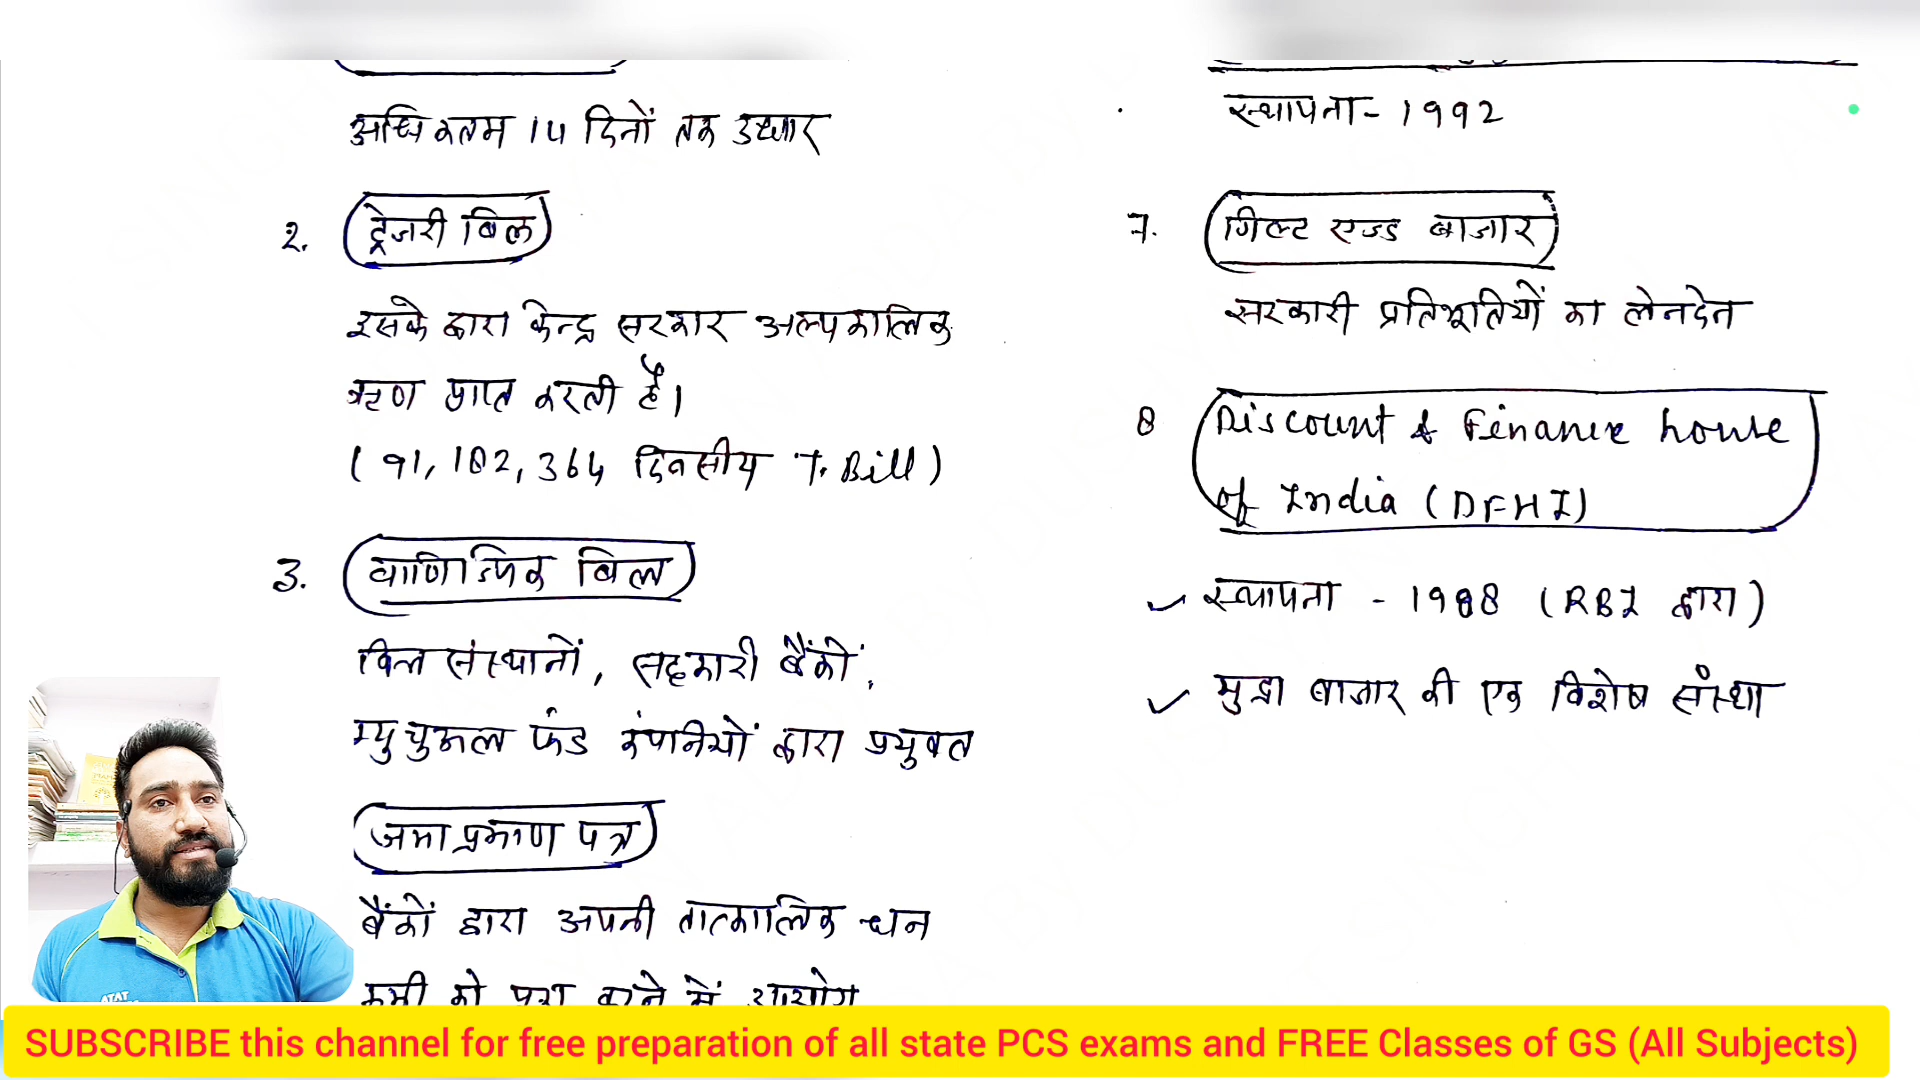 अधिकतम 14 दिनों तक उधार
2. ट्रेजरी बिल
इसके द्वारा केन्द्र सरकार अल्पकालिक
ऋण प्राप्त करती है।
(91, 182, 364 दिवसीय T. Bill)
3. वाणिज्यिक बिल
वित्त संस्थानों, सहकारी बैंकों,
म्युचुअल फंड कंपनियों द्वारा प्रयुक्त
जमा प्रमाण पत्र
बैंकों द्वारा अपनी तात्कालिक धन
कमी को पूरा करने में उपयोग
स्थापना - 1992
7. गिल्ट एज्ड बाजार
सरकारी प्रतिभूतियों का लेनदेन
8 Discount & Finance house
of India (DFHI)
स्थापना - 1988 (RBI द्वारा)
मुद्रा बाजार की एक विशेष संस्था
SUBSCRIBE this channel for free preparation of all state PCS exams and FREE Classes of GS (All Subjects)